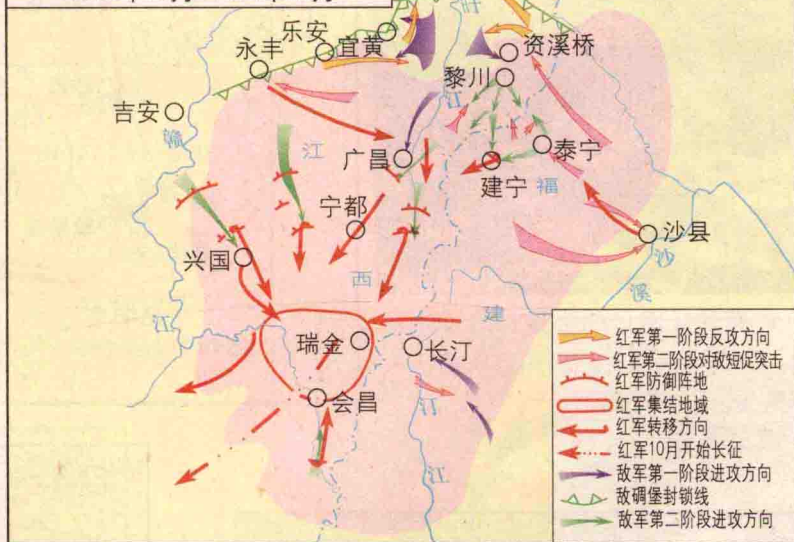 乐安
宜黄
永丰
资溪桥
黎川
吉安
赣
江
广昌
江
泰宁
建宁
福
宁都
沙县
兴国
沙
溪
西
建
江
瑞金
长汀
会昌
汀
江
红军第一阶段反攻方向
红军第二阶段对敌短促突击
红军防御阵地
红军集结地域
红军转移方向
红军10月开始长征
敌军第一阶段进攻方向
敌碉堡封锁线
敌军第二阶段进攻方向